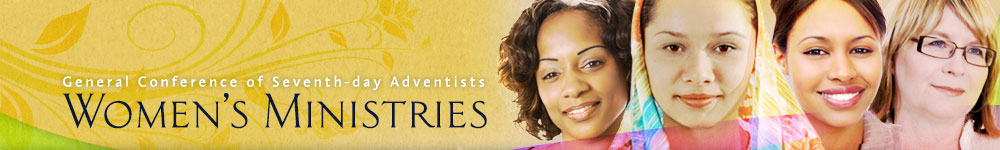 General Conference of Seventh-day Adventists
WOMEN'S MINISTRIES